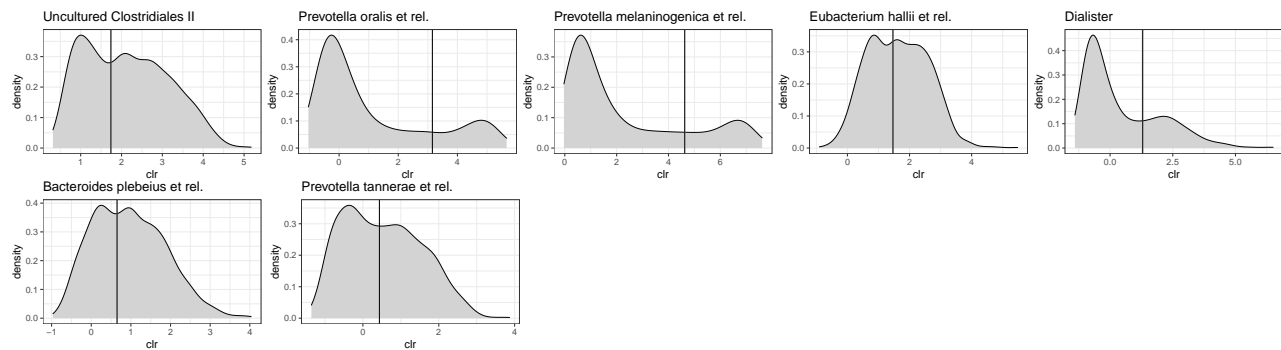 Uncultured Clostridiales II
density
0.3
0.2
0.1
0.0
1
2
3
4
5
clr
Prevotella oralis et rel.
density
0.4
0.3
0.2
0.1
0.0
0
4
clr
Prevotella melaninogenica et rel.
density
0.3
0.2
0.1
0.0
0
2
4
6
clr
Eubacterium hallii et rel.
density
0.3
0.2
0.1
0.0
0
2
4
clr
Dialister
density
0.4
0.3
0.2
0.1
0.0
0.0
2.5
5.0
clr
Bacteroides plebeius et rel.
density
0.4
0.3
0.2
0.1
0.0
−1
0
1
2
3
4
clr
Prevotella tannerae et rel.
density
0.3
0.2
0.1
0.0
0
2
4
clr